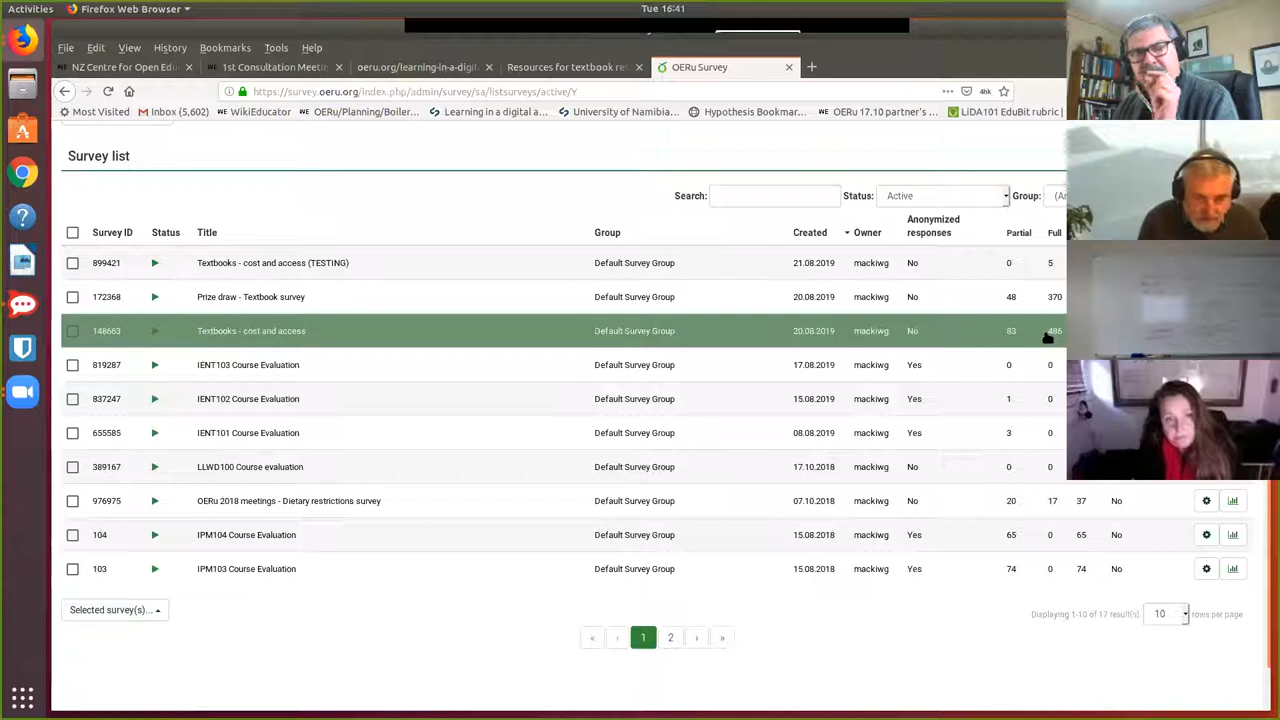 Activities Firefox Web Browser Tue 16:41
File Edit View History Bookmarks Tools Help
NZ Centre for Open Edu 1st Consultation Meetin oeru.org/learning-in-a-digit Resources for textbook re OERu Survey
https://survey.oeru.org/index.php/admin/survey/sa/listsurveys/active/Y
Most Visited Inbox (5,602) WikiEducator OERu/Planning/Boiler... Learning in a digital a... University of Namibia... Hypothesis Bookmark... OERu 17.10 partner's ... LiDA101 EduBit rubric
Survey list
Search: Status: Active Group: (An
Survey ID Status Title Group Created Owner Anonymized responses Partial Full
899421 Textbooks - cost and access (TESTING) Default Survey Group 21.08.2019 mackiwg No 0 5
172368 Prize draw - Textbook survey Default Survey Group 20.08.2019 mackiwg No 48 370
148663 Textbooks - cost and access Default Survey Group 20.08.2019 mackiwg No 83 486
819287 IENT103 Course Evaluation Default Survey Group 17.08.2019 mackiwg Yes 0 0
837247 IENT102 Course Evaluation Default Survey Group 15.08.2019 mackiwg Yes 1 0
655585 IENT101 Course Evaluation Default Survey Group 08.08.2019 mackiwg Yes 3 0
389167 LLWD100 Course evaluation Default Survey Group 17.10.2018 mackiwg No 0 0
976975 OERu 2018 meetings - Dietary restrictions survey Default Survey Group 07.10.2018 mackiwg No 20 17 37 No
104 IPM104 Course Evaluation Default Survey Group 15.08.2018 mackiwg Yes 65 0 65 No
103 IPM103 Course Evaluation Default Survey Group 15.08.2018 mackiwg Yes 74 0 74 No
Selected survey(s)... Displaying 1-10 of 17 result(s). 10 rows per page
« ‹ 1 2 › »